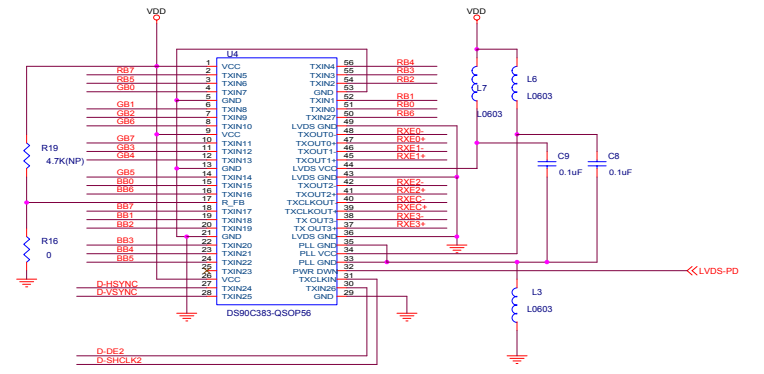 VDD
VDD
U4
1 VCC TXIN4 56 RB4
RB7 2 TXIN5 TXIN3 55 RB3
RB5 3 TXIN6 TXIN2 54 RB2
GB0 4 TXIN7 GND 53
5 GND TXIN1 52 RB1
GB1 6 TXIN8 TXIN0 51 RB0
GB2 7 TXIN9 TXIN27 50 RB6
GB6 8 TXIN10 LVDS GND 49
9 VCC TXOUT0- 48 RXE0-
GB7 10 TXIN11 TXOUT0+ 47 RXE0+
GB3 11 TXIN12 TXOUT1- 46 RXE1-
GB4 12 TXIN13 TXOUT1+ 45 RXE1+
13 GND LVDS VCC 44
GB5 14 TXIN14 LVDS GND 43
BB0 15 TXIN15 TXOUT2- 42 RXE2-
BB6 16 TXIN16 TXOUT2+ 41 RXE2+
17 R_FB TXCLKOUT- 40 RXEC-
BB7 18 TXIN17 TXCLKOUT+ 39 RXEC+
BB1 19 TXIN18 TX OUT3- 38 RXE3-
BB2 20 TXIN19 TX OUT3+ 37 RXE3+
21 GND LVDS GND 36
BB3 22 TXIN20 PLL GND 35
BB4 23 TXIN21 PLL VCC 34
BB5 24 TXIN22 PLL GND 33
25 TXIN23 PWR DWN 32
26 VCC TXCLKIN 31
D-HSYNC 27 TXIN24 TXIN26 30
D-VSYNC 28 TXIN25 GND 29
DS90C383-QSOP56
D-DE2
D-SHCLK2
R19
4.7K(NP)
R16
0
L7
L0603
L6
L0603
C9
0.1uF
C8
0.1uF
LVDS-PD
L3
L0603